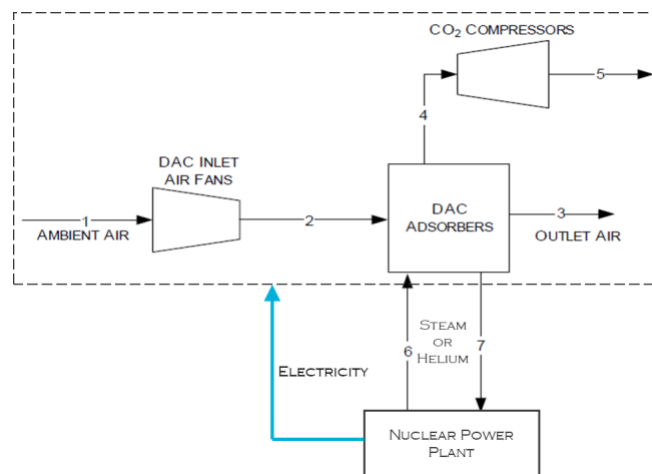 CO₂ COMPRESSORS
5
4
DAC INLET
AIR FANS
1
AMBIENT AIR
2
DAC
ADSORBERS
3
OUTLET AIR
STEAM
OR
HELIUM
6
7
ELECTRICITY
NUCLEAR POWER
PLANT